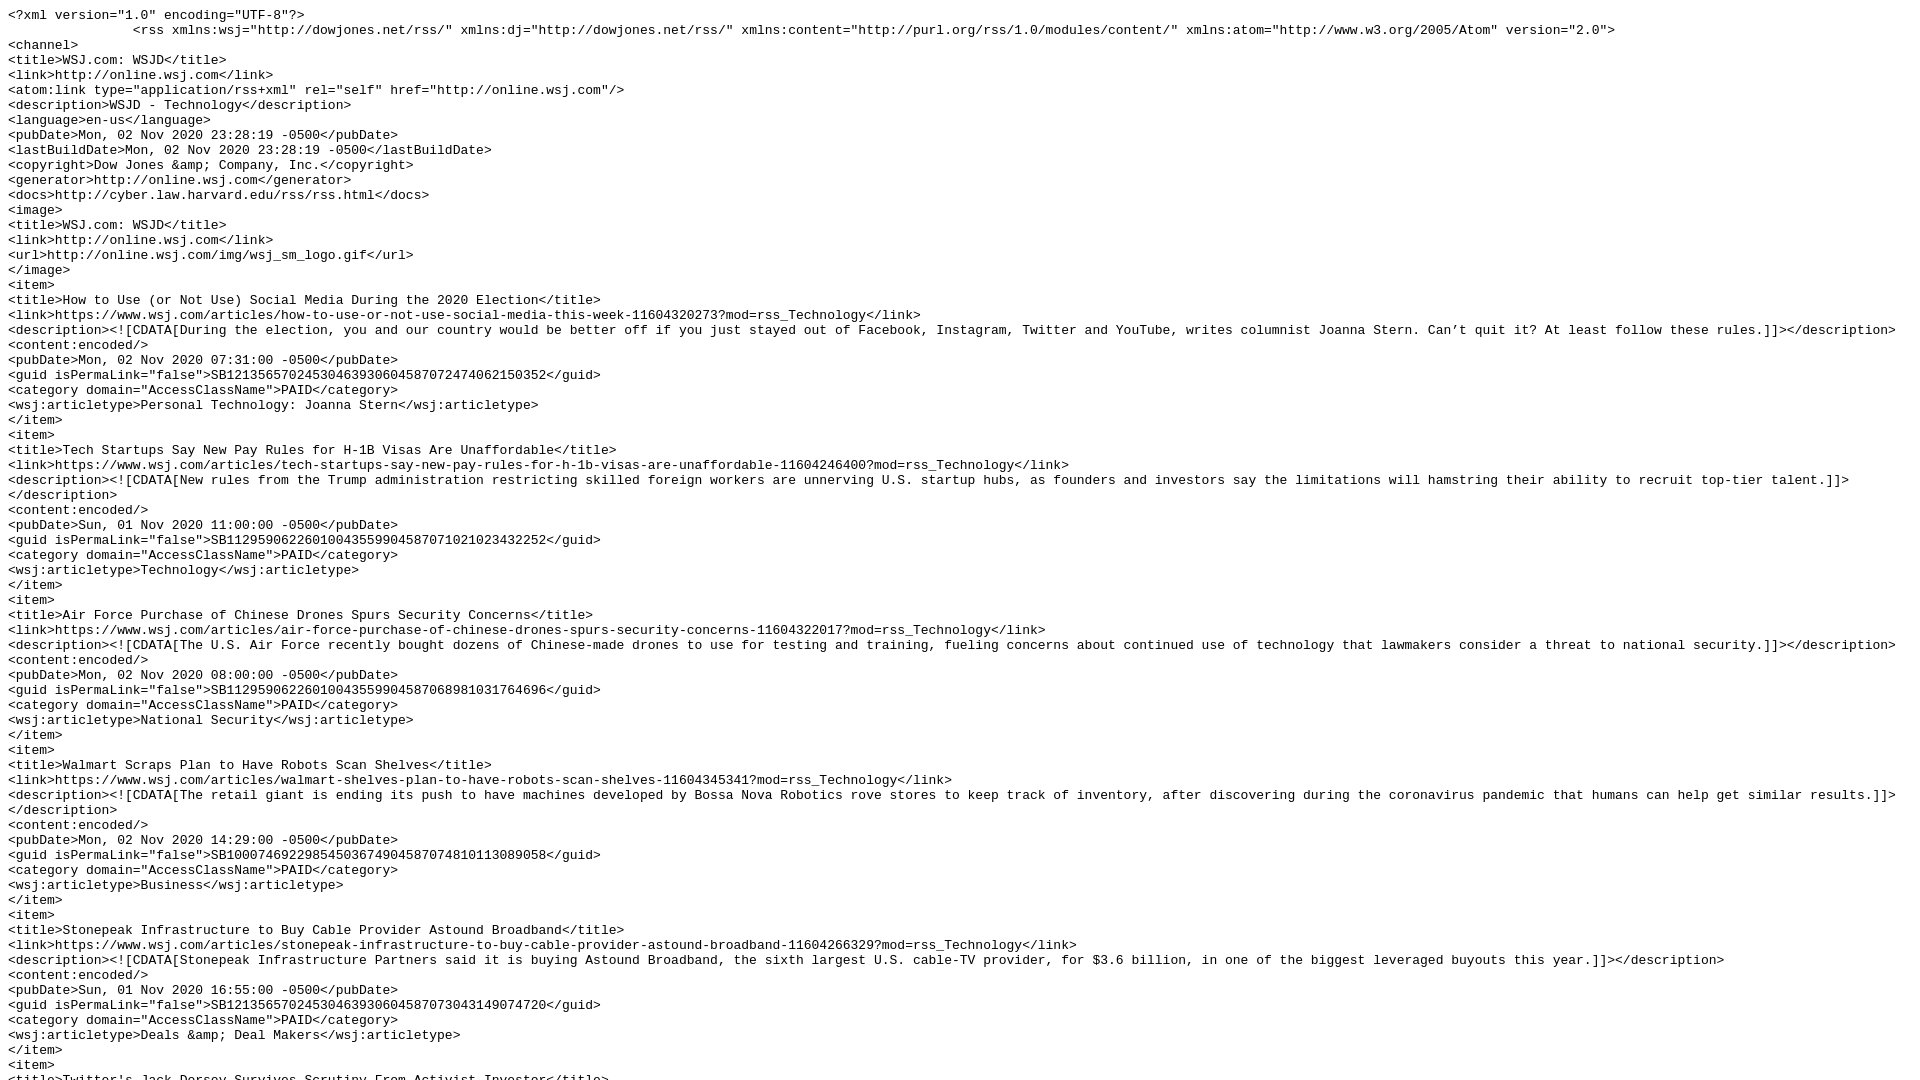 <?xml version="1.0" encoding="UTF-8"?>
<rss xmlns:wsj="http://dowjones.net/rss/" xmlns:dj="http://dowjones.net/rss/" xmlns:content="http://purl.org/rss/1.0/modules/content/" xmlns:atom="http://www.w3.org/2005/Atom" version="2.0">
<channel>
<title>WSJ.com: WSJD</title>
<link>http://online.wsj.com</link>
<atom:link type="application/rss+xml" rel="self" href="http://online.wsj.com"/>
<description>WSJD - Technology</description>
<language>en-us</language>
<pubDate>Mon, 02 Nov 2020 23:28:19 -0500</pubDate>
<lastBuildDate>Mon, 02 Nov 2020 23:28:19 -0500</lastBuildDate>
<copyright>Dow Jones &amp; Company, Inc.</copyright>
<generator>http://online.wsj.com</generator>
<docs>http://cyber.law.harvard.edu/rss/rss.html</docs>
<image>
<title>WSJ.com: WSJD</title>
<link>http://online.wsj.com</link>
<url>http://online.wsj.com/img/wsj_sm_logo.gif</url>
</image>
<item>
<title>How to Use (or Not Use) Social Media During the 2020 Election</title>
<link>https://www.wsj.com/articles/how-to-use-or-not-use-social-media-this-week-11604320273?mod=rss_Technology</link>
<description><![CDATA[During the election, you and our country would be better off if you just stayed out of Facebook, Instagram, Twitter and YouTube, writes columnist Joanna Stern. Can’t quit it? At least follow these rules.]]></description>
<content:encoded/>
<pubDate>Mon, 02 Nov 2020 07:31:00 -0500</pubDate>
<guid isPermaLink="false">SB12135657024530463930604587072474062150352</guid>
<category domain="AccessClassName">PAID</category>
<wsj:articletype>Personal Technology: Joanna Stern</wsj:articletype>
</item>
<item>
<title>Tech Startups Say New Pay Rules for H-1B Visas Are Unaffordable</title>
<link>https://www.wsj.com/articles/tech-startups-say-new-pay-rules-for-h-1b-visas-are-unaffordable-11604246400?mod=rss_Technology</link>
<description><![CDATA[New rules from the Trump administration restricting skilled foreign workers are unnerving U.S. startup hubs, as founders and investors say the limitations will hamstring their ability to recruit top-tier talent.]]>
</description>
<content:encoded/>
<pubDate>Sun, 01 Nov 2020 11:00:00 -0500</pubDate>
<guid isPermaLink="false">SB11295906226010043559904587071021023432252</guid>
<category domain="AccessClassName">PAID</category>
<wsj:articletype>Technology</wsj:articletype>
</item>
<item>
<title>Air Force Purchase of Chinese Drones Spurs Security Concerns</title>
<link>https://www.wsj.com/articles/air-force-purchase-of-chinese-drones-spurs-security-concerns-11604322017?mod=rss_Technology</link>
<description><![CDATA[The U.S. Air Force recently bought dozens of Chinese-made drones to use for testing and training, fueling concerns about continued use of technology that lawmakers consider a threat to national security.]]></description>
<content:encoded/>
<pubDate>Mon, 02 Nov 2020 08:00:00 -0500</pubDate>
<guid isPermaLink="false">SB11295906226010043559904587068981031764696</guid>
<category domain="AccessClassName">PAID</category>
<wsj:articletype>National Security</wsj:articletype>
</item>
<item>
<title>Walmart Scraps Plan to Have Robots Scan Shelves</title>
<link>https://www.wsj.com/articles/walmart-shelves-plan-to-have-robots-scan-shelves-11604345341?mod=rss_Technology</link>
<description><![CDATA[The retail giant is ending its push to have machines developed by Bossa Nova Robotics rove stores to keep track of inventory, after discovering during the coronavirus pandemic that humans can help get similar results.]]>
</description>
<content:encoded/>
<pubDate>Mon, 02 Nov 2020 14:29:00 -0500</pubDate>
<guid isPermaLink="false">SB10007469229854503674904587074810113089058</guid>
<category domain="AccessClassName">PAID</category>
<wsj:articletype>Business</wsj:articletype>
</item>
<item>
<title>Stonepeak Infrastructure to Buy Cable Provider Astound Broadband</title>
<link>https://www.wsj.com/articles/stonepeak-infrastructure-to-buy-cable-provider-astound-broadband-11604266329?mod=rss_Technology</link>
<description><![CDATA[Stonepeak Infrastructure Partners said it is buying Astound Broadband, the sixth largest U.S. cable-TV provider, for $3.6 billion, in one of the biggest leveraged buyouts this year.]]></description>
<content:encoded/>
<pubDate>Sun, 01 Nov 2020 16:55:00 -0500</pubDate>
<guid isPermaLink="false">SB12135657024530463930604587073043149074720</guid>
<category domain="AccessClassName">PAID</category>
<wsj:articletype>Deals &amp; Deal Makers</wsj:articletype>
</item>
<item>
<title>Twitter's Jack Dorsey Survives Scrutiny From Activist Investor</title>